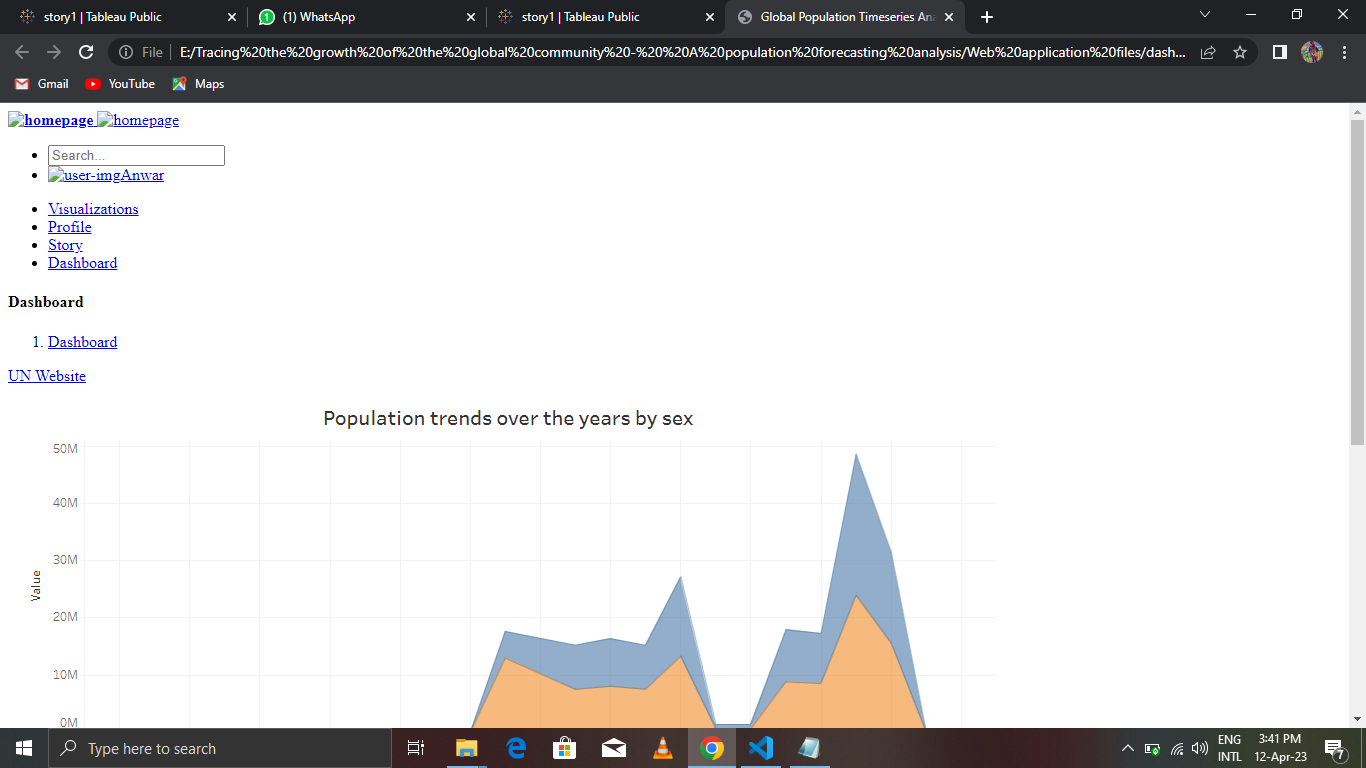 story1 | Tableau Public
(1) WhatsApp
story1 | Tableau Public
Global Population Timeseries Ana
File
E:/Tracing%20the%20growth%20of%20the%20global%20community%20-%20%20A%20population%20forecasting%20analysis/Web%20application%20files/dash...
Gmail
YouTube
Maps
homepage homepage
Search...
user-imgAnwar
Visualizations
Profile
Story
Dashboard
Dashboard
1. Dashboard
UN Website
Population trends over the years by sex
50M
40M
30M
Value
20M
10M
0M
Type here to search
ENG
INTL
3:41 PM
12-Apr-23
7